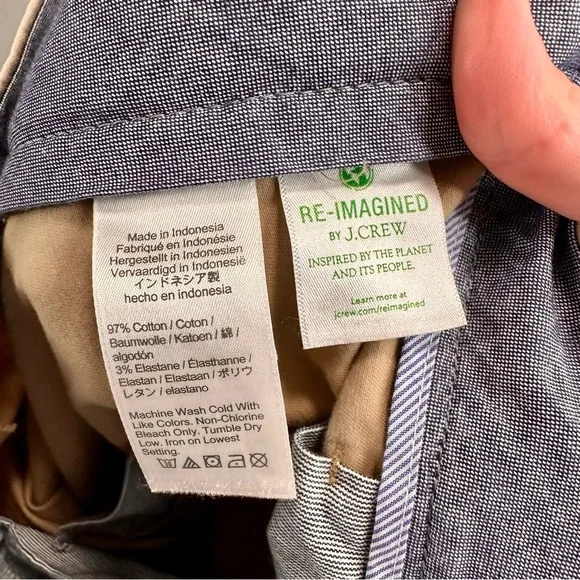 Made in Indonesia
Fabriqué en Indonésie
Hergestellt in Indonesien
Vervaardigd in Indonesië
インドネシア製
hecho en indonesia
97% Cotton / Coton /
Baumwolle / Katoen / 綿 /
algodón
3% Elastane / Élasthanne /
Elastan / Elastaan / ポリウ
レタン / elastano
Machine Wash Cold With
Like Colors. Non-Chlorine
Bleach Only. Tumble Dry
Low. Iron on Lowest
Setting.
RE-IMAGINED
BY J.CREW
INSPIRED BY THE PLANET
AND ITS PEOPLE.
Learn more at
jcrew.com/reimagined